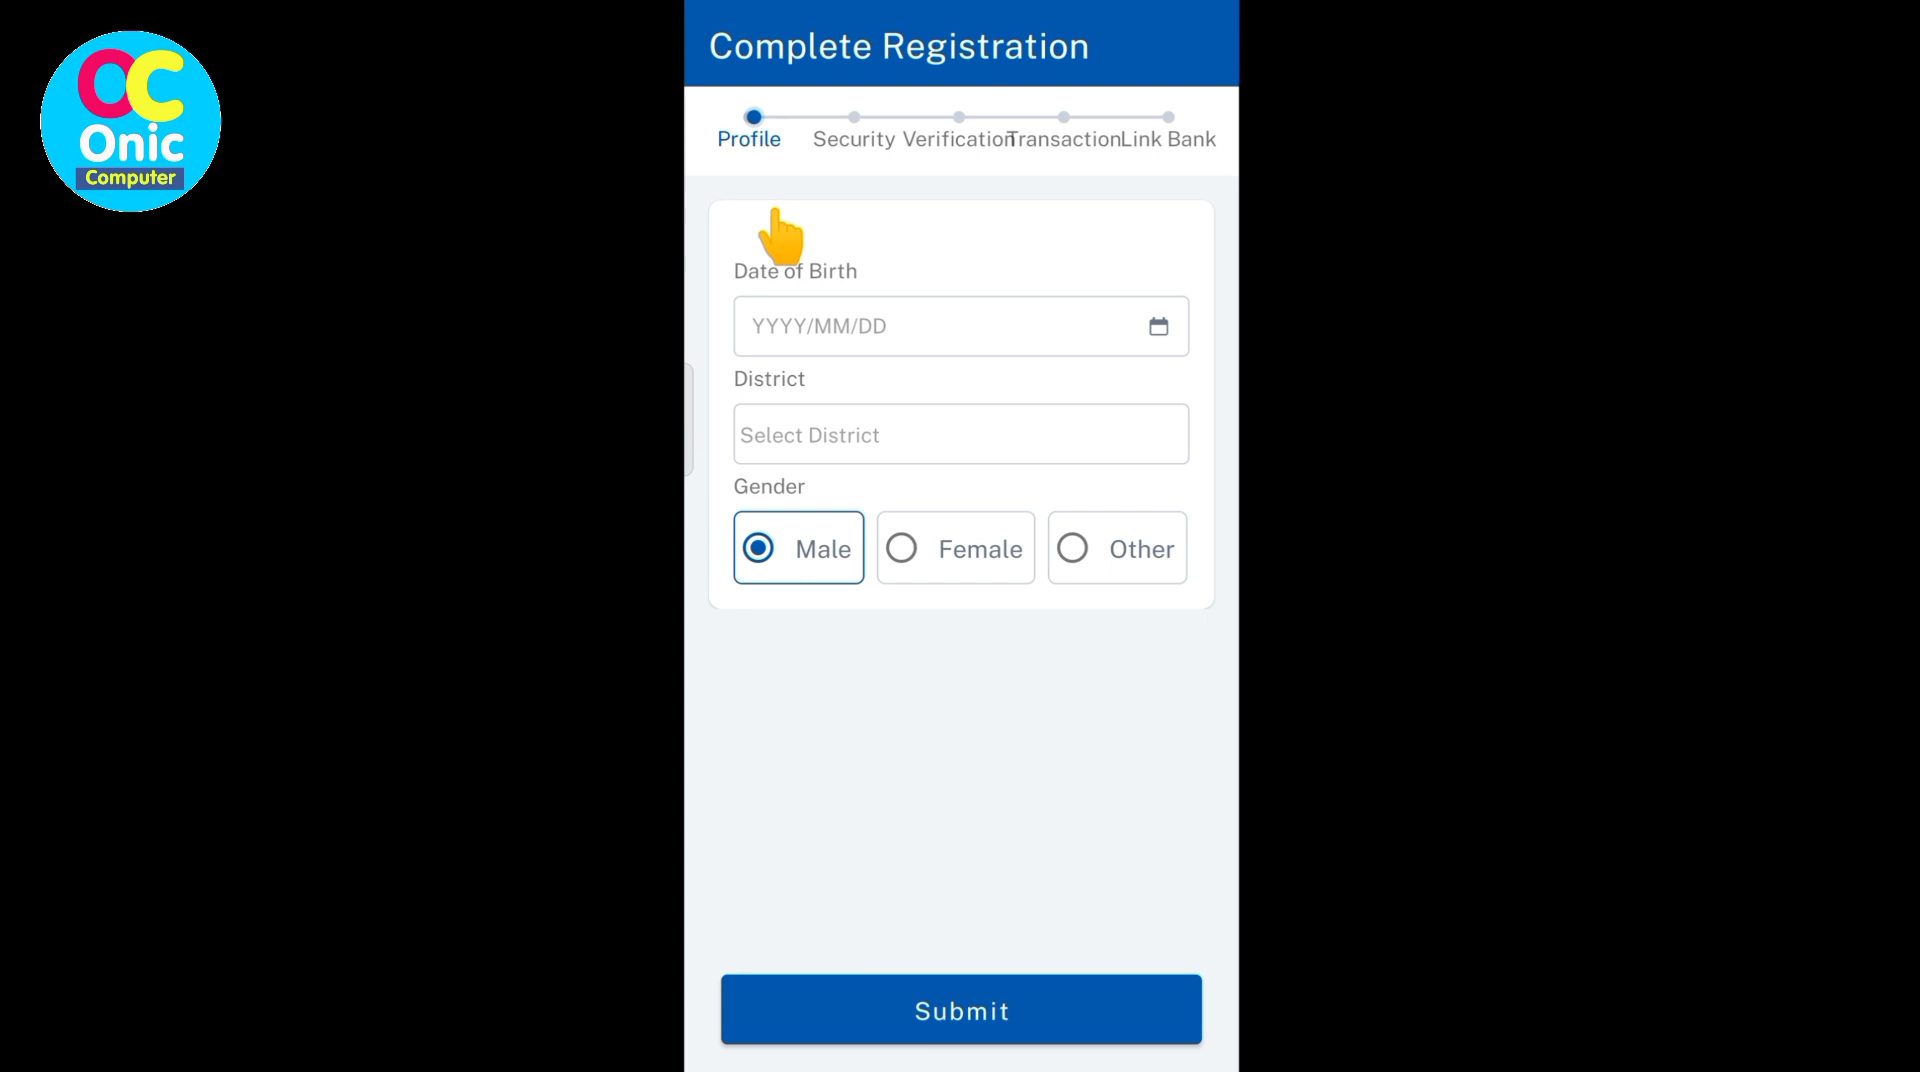 OC
Onic
Computer
Complete Registration
Profile Security Verification Transaction Link Bank
Date of Birth
YYYY/MM/DD
District
Select District
Gender
Male Female Other
Submit